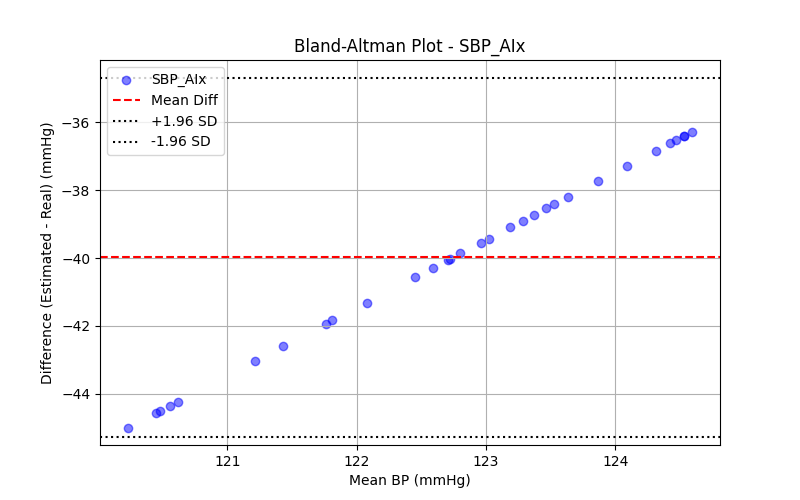 Bland-Altman Plot - SBP_AIx
SBP_AIx
Mean Diff
+1.96 SD
-1.96 SD
Difference (Estimated - Real) (mmHg)
−36
−38
−40
−42
−44
121
122
123
124
Mean BP (mmHg)